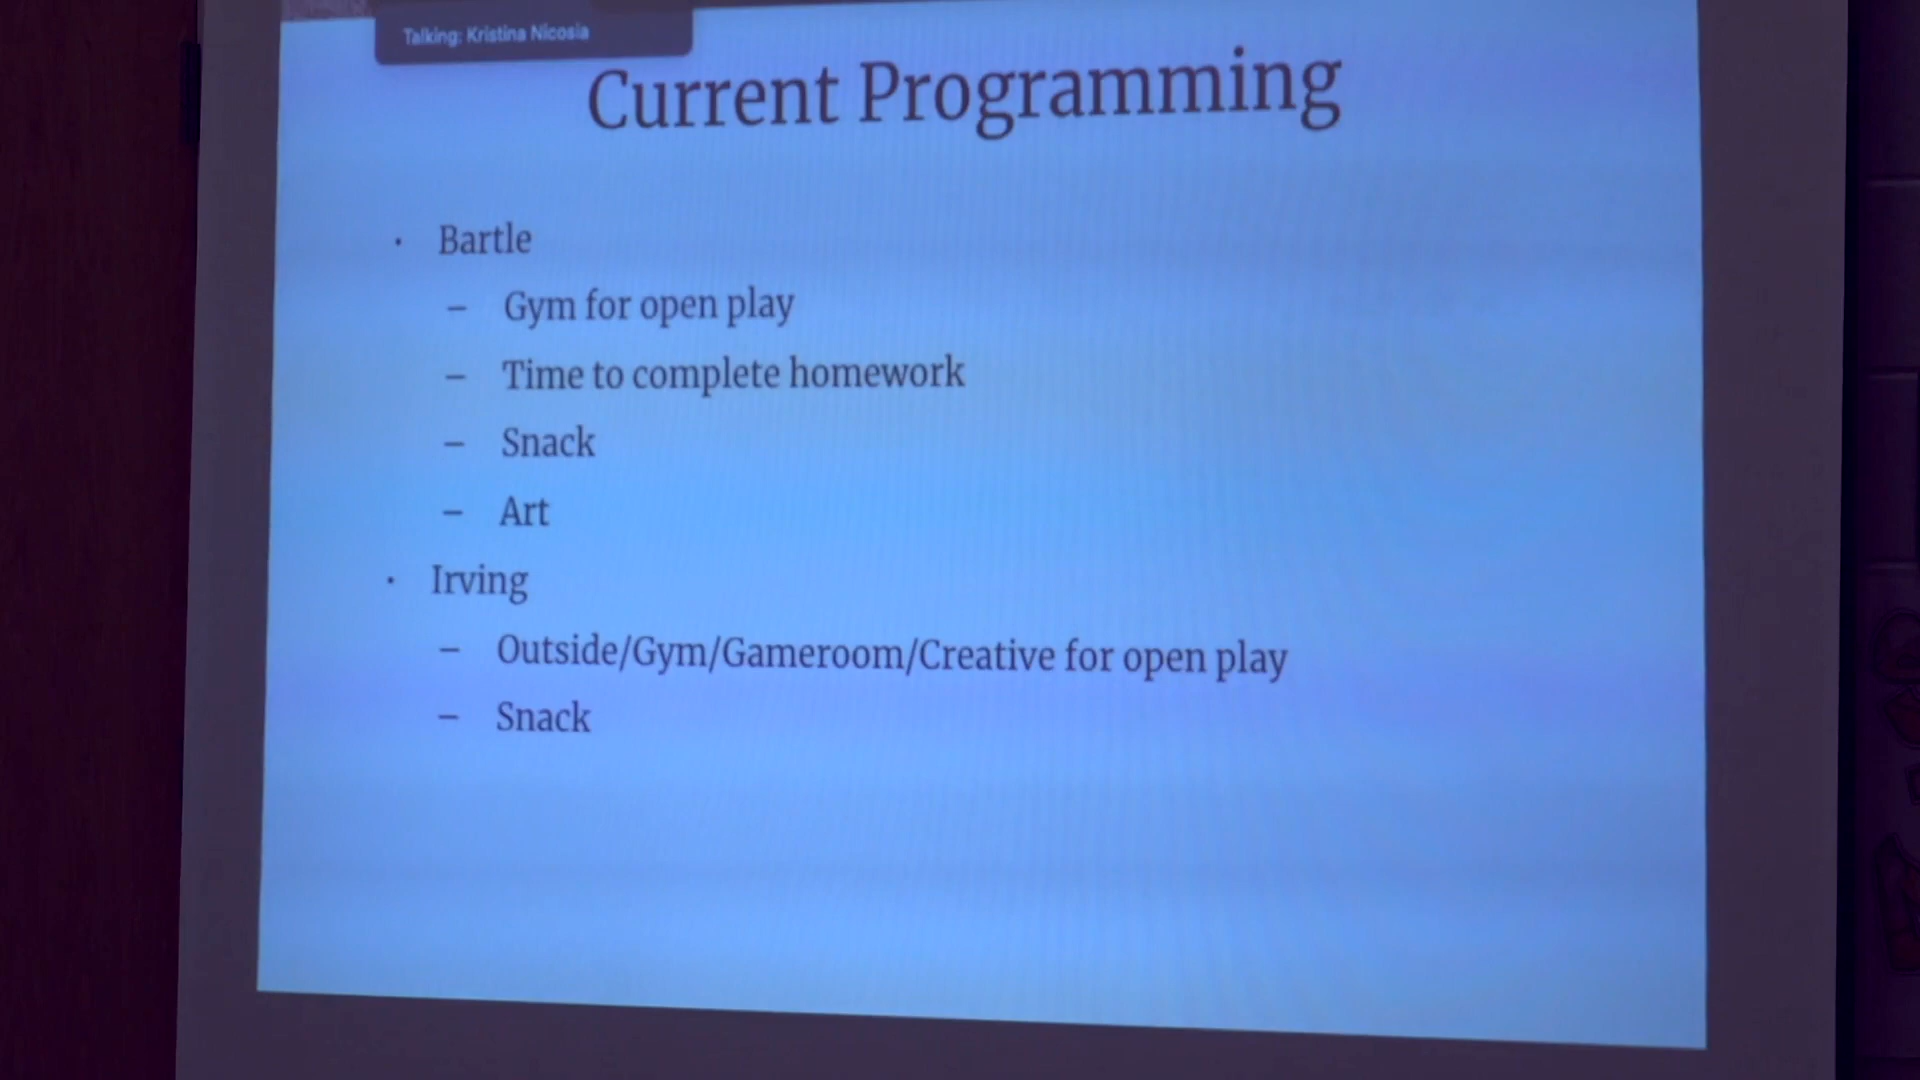 Talking: Kristina Nicosia
Current Programming
· Bartle
– Gym for open play
– Time to complete homework
– Snack
– Art
· Irving
– Outside/Gym/Gameroom/Creative for open play
– Snack